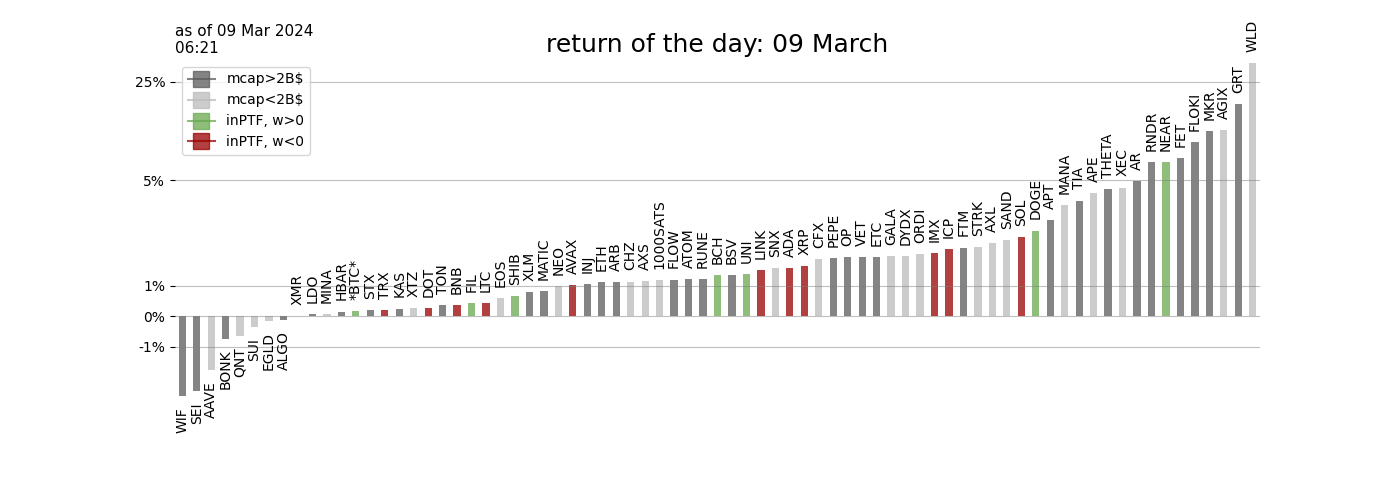 as of 09 Mar 2024
06:21
return of the day: 09 March
mcap>2B$
mcap<2B$
inPTF, w>0
inPTF, w<0
25%
5%
1%
0%
-1%
WIF
SEI
AAVE
BONK
QNT
SUI
EGLD
ALGO
XMR
LDO
MINA
HBAR
*BTC*
STX
TRX
KAS
XTZ
DOT
TON
BNB
FIL
LTC
EOS
SHIB
XLM
MATIC
NEO
AVAX
INJ
ETH
ARB
CHZ
AXS
1000SATS
FLOW
ATOM
RUNE
BCH
BSV
UNI
LINK
SNX
ADA
XRP
CFX
PEPE
OP
VET
ETC
GALA
DYDX
ORDI
IMX
ICP
FTM
STRK
AXL
SAND
SOL
DOGE
APT
MANA
TIA
APE
THETA
XEC
AR
RNDR
NEAR
FET
FLOKI
MKR
AGIX
GRT
WLD